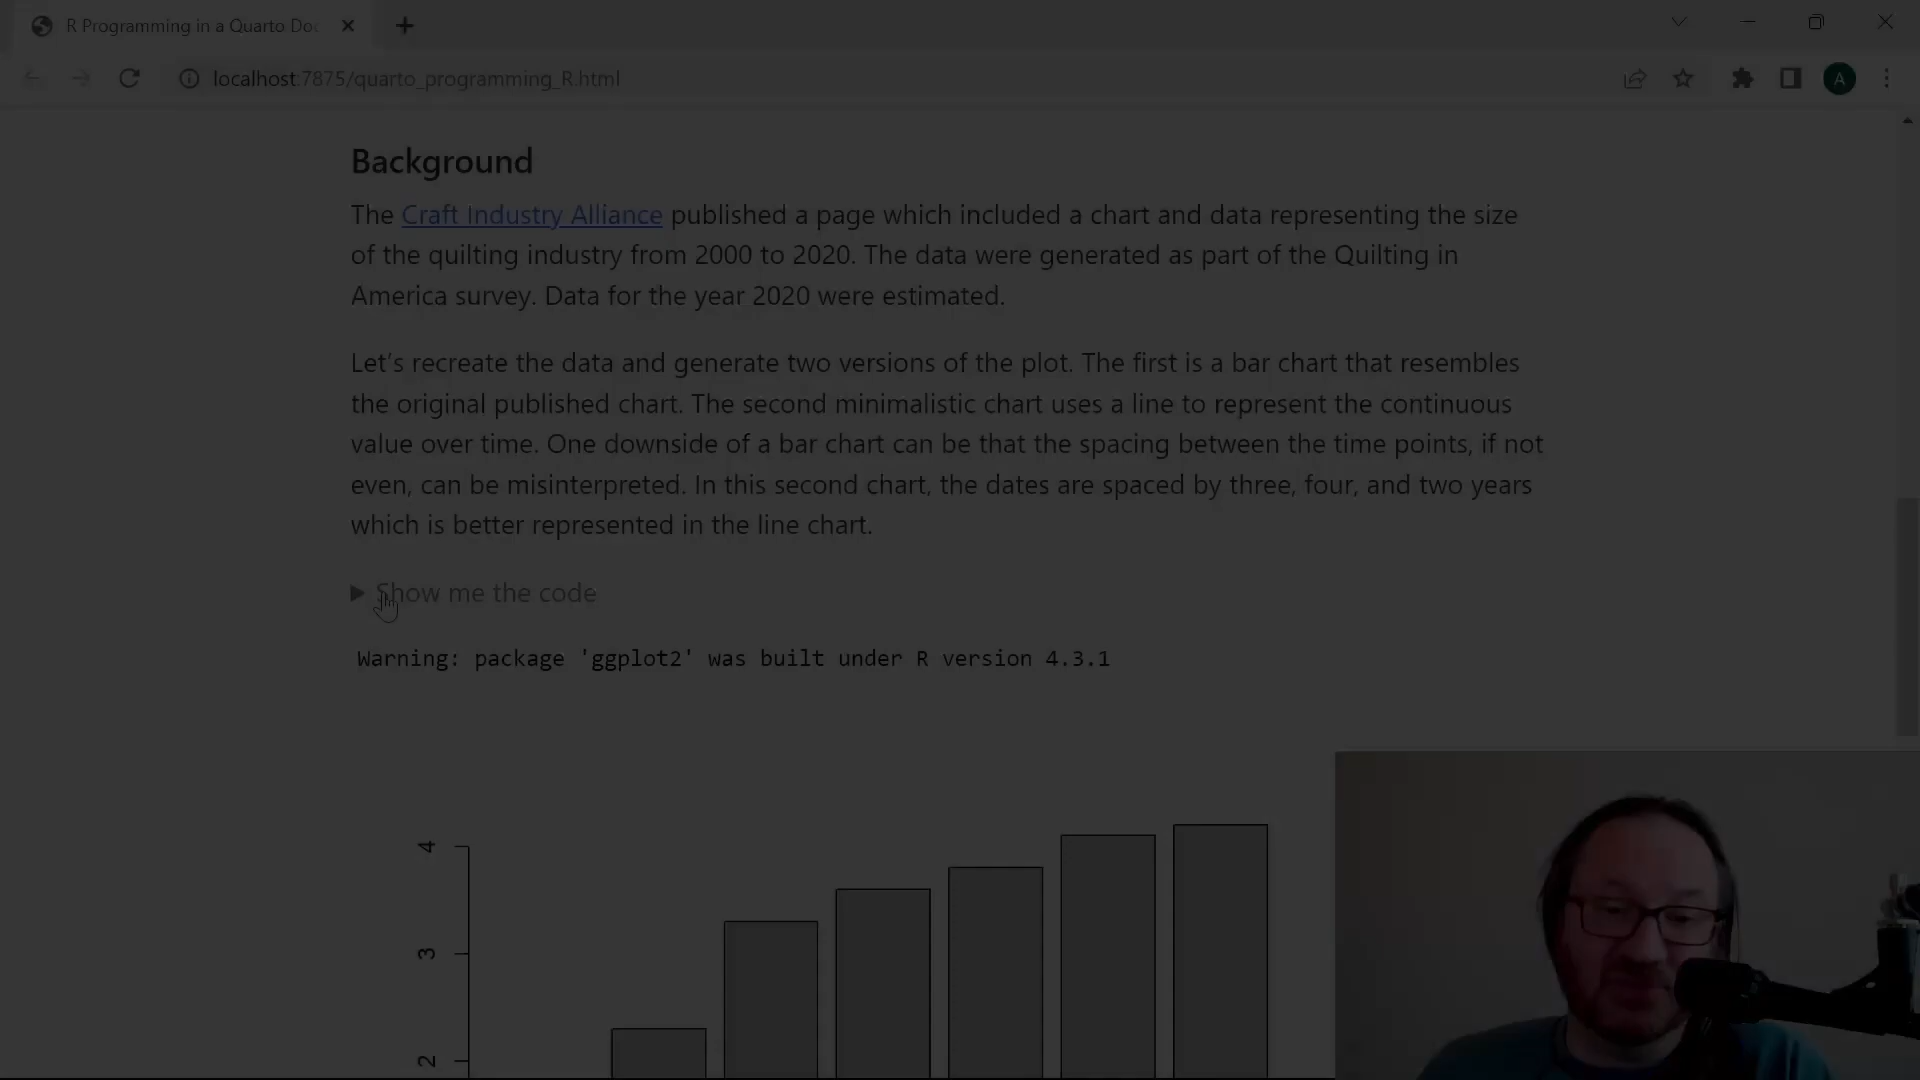 R Programming in a Quarto Doc
localhost:7875/quarto_programming_R.html
A
Background
The Craft Industry Alliance published a page which included a chart and data representing the size
of the quilting industry from 2000 to 2020. The data were generated as part of the Quilting in
America survey. Data for the year 2020 were estimated.
Let’s recreate the data and generate two versions of the plot. The first is a bar chart that resembles
the original published chart. The second minimalistic chart uses a line to represent the continuous
value over time. One downside of a bar chart can be that the spacing between the time points, if not
even, can be misinterpreted. In this second chart, the dates are spaced by three, four, and two years
which is better represented in the line chart.
Show me the code
Warning: package 'ggplot2' was built under R version 4.3.1
4
3
2